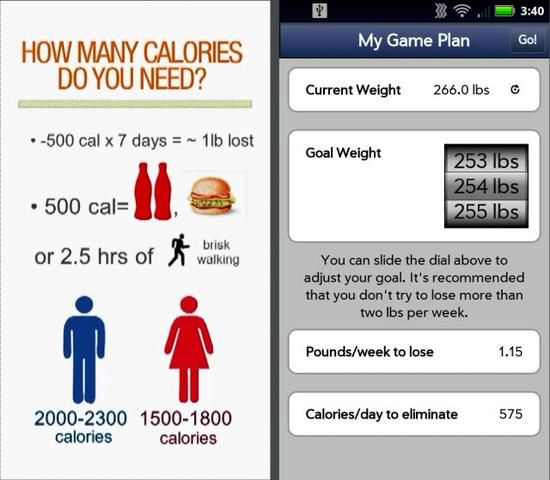 HOW MANY CALORIES
DO YOU NEED?
• -500 cal x 7 days = ~ 1lb lost
• 500 cal= ,
or 2.5 hrs of brisk
walking
2000-2300
calories
1500-1800
calories
3:40
My Game Plan
Go!
Current Weight 266.0 lbs
Goal Weight
253 lbs
254 lbs
255 lbs
You can slide the dial above to
adjust your goal. It's recommended
that you don't try to lose more than
two lbs per week.
Pounds/week to lose 1.15
Calories/day to eliminate 575